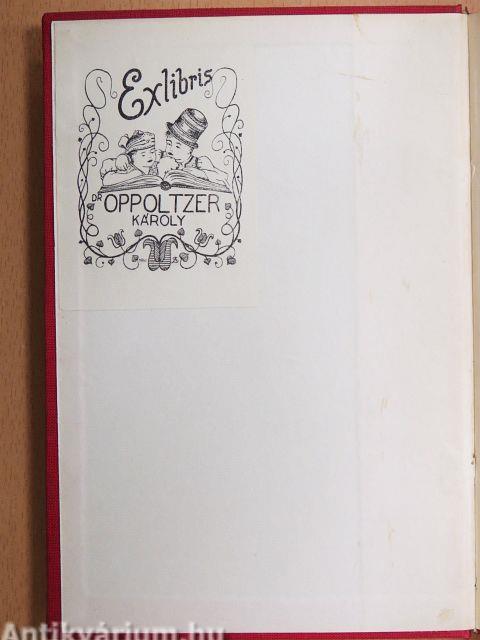 Exlibris
DR OPPOLTZER
KÁROLY
Antikvárium.hu